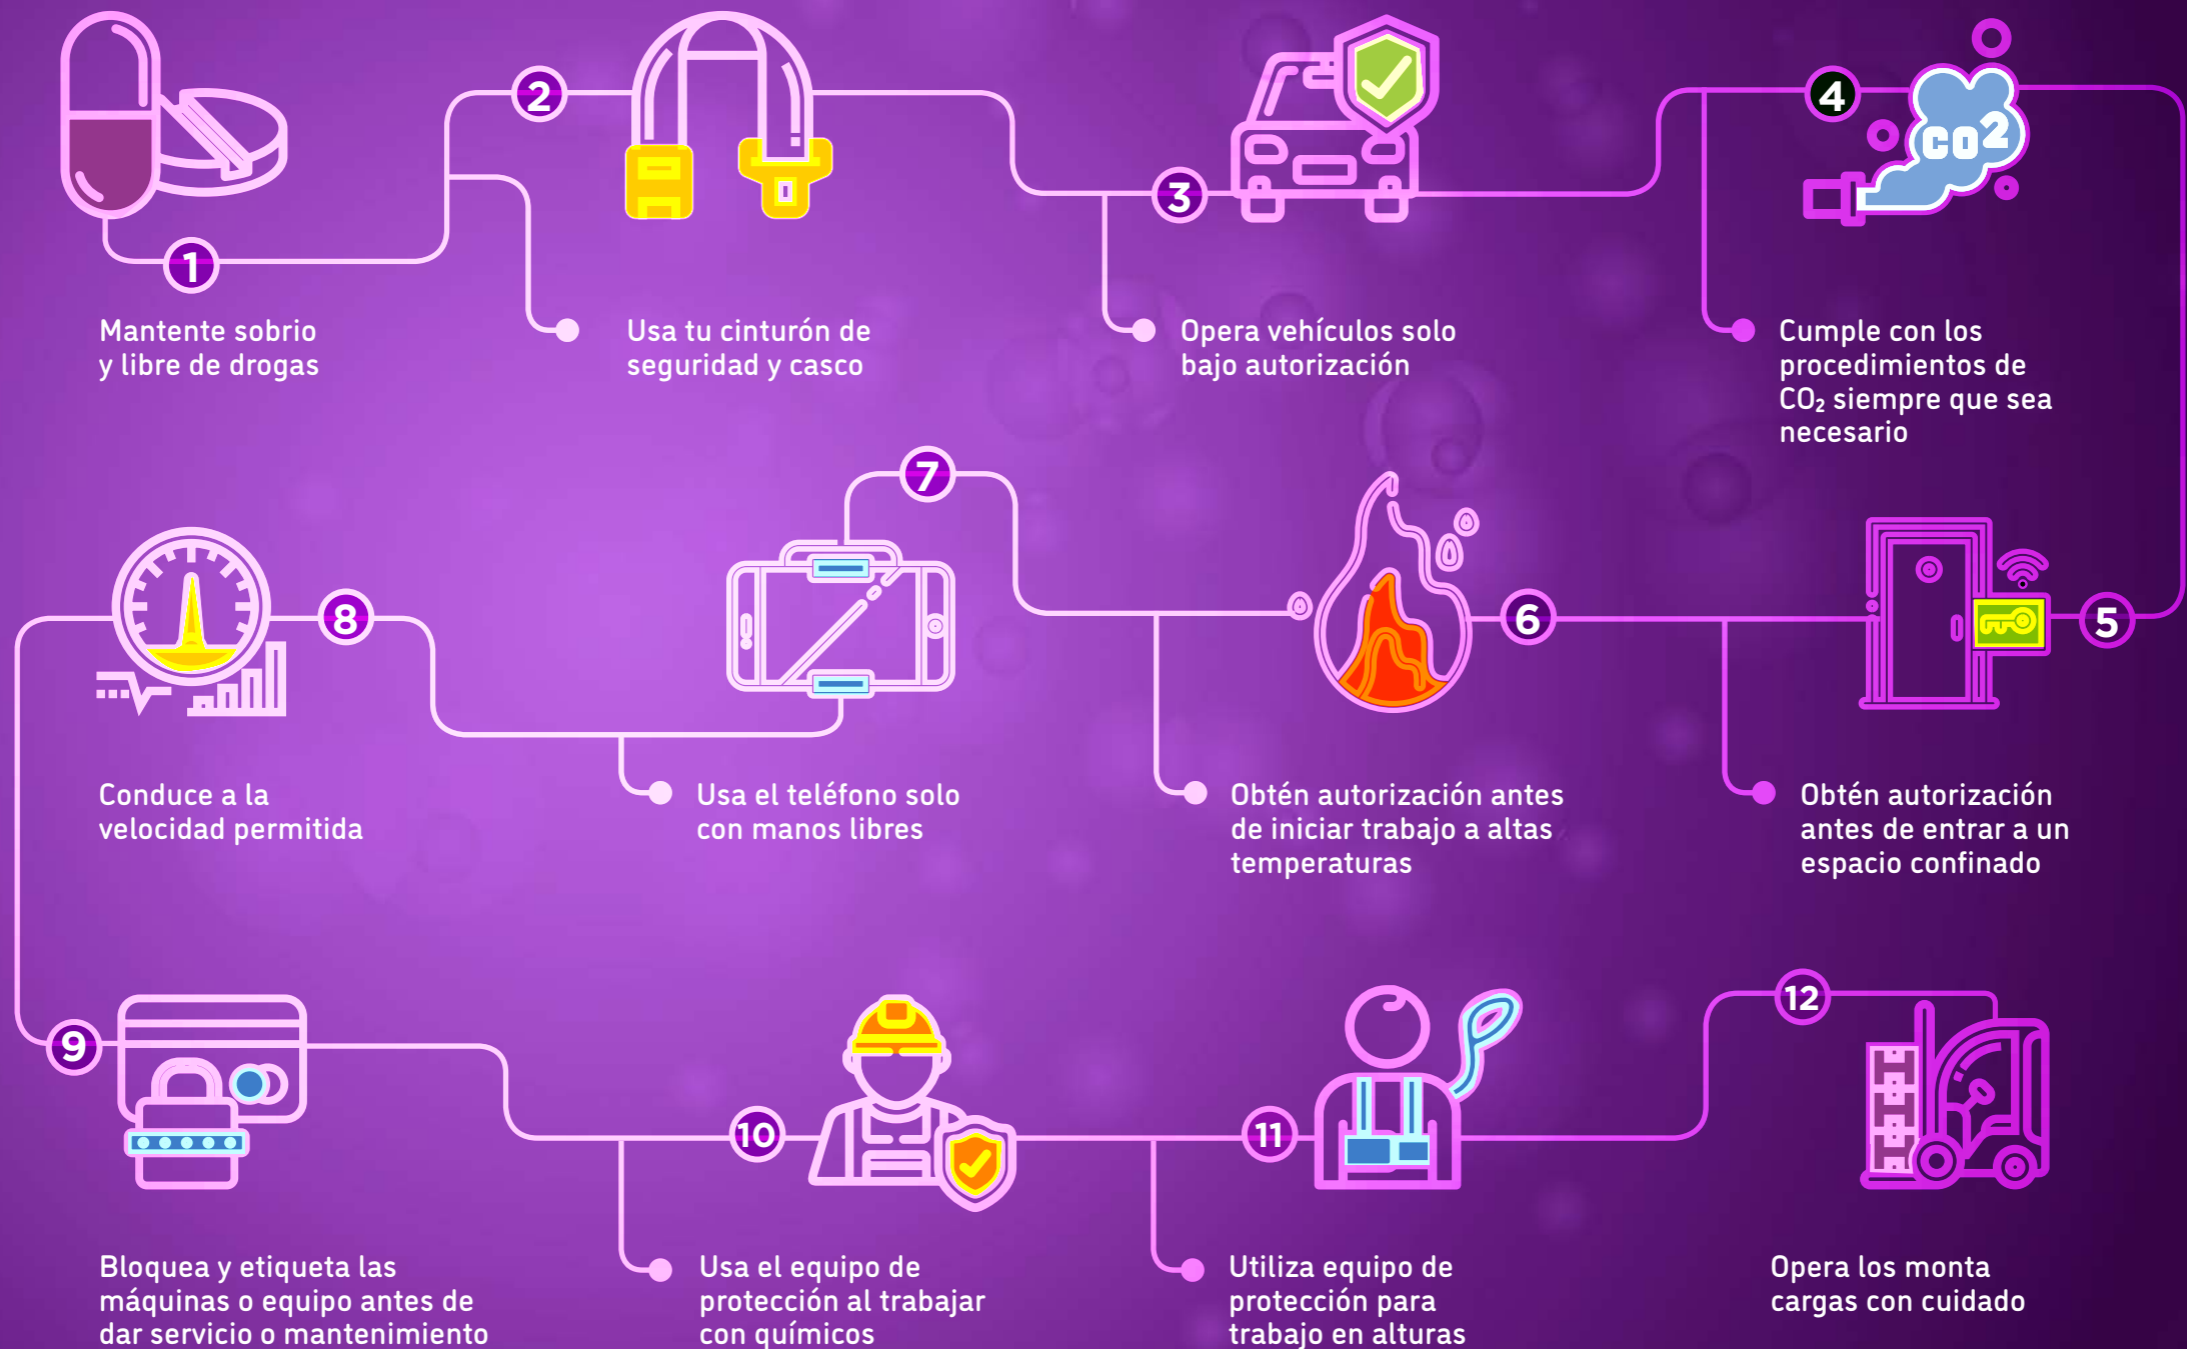 1
Mantente sobrio
y libre de drogas
2
Usa tu cinturón de
seguridad y casco
3
Opera vehículos solo
bajo autorización
4
CO2
Cumple con los
procedimientos de
CO₂ siempre que sea
necesario
5
Obtén autorización
antes de entrar a un
espacio confinado
6
Obtén autorización antes
de iniciar trabajo a altas
temperaturas
7
Usa el teléfono solo
con manos libres
8
Conduce a la
velocidad permitida
9
Bloquea y etiqueta las
máquinas o equipo antes de
dar servicio o mantenimiento
10
Usa el equipo de
protección al trabajar
con químicos
11
Utiliza equipo de
protección para
trabajo en alturas
12
Opera los monta
cargas con cuidado